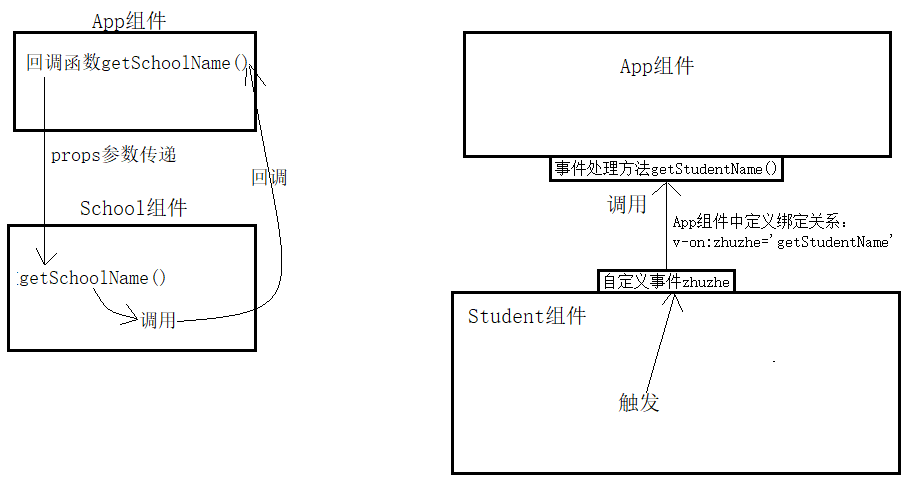 App组件
回调函数getSchoolName()
props参数传递
回调
School组件
getSchoolName()
调用
App组件
事件处理方法getStudentName()
调用
App组件中定义绑定关系：
v-on:zhuzhe='getStudentName'
自定义事件zhuzhe
Student组件
触发